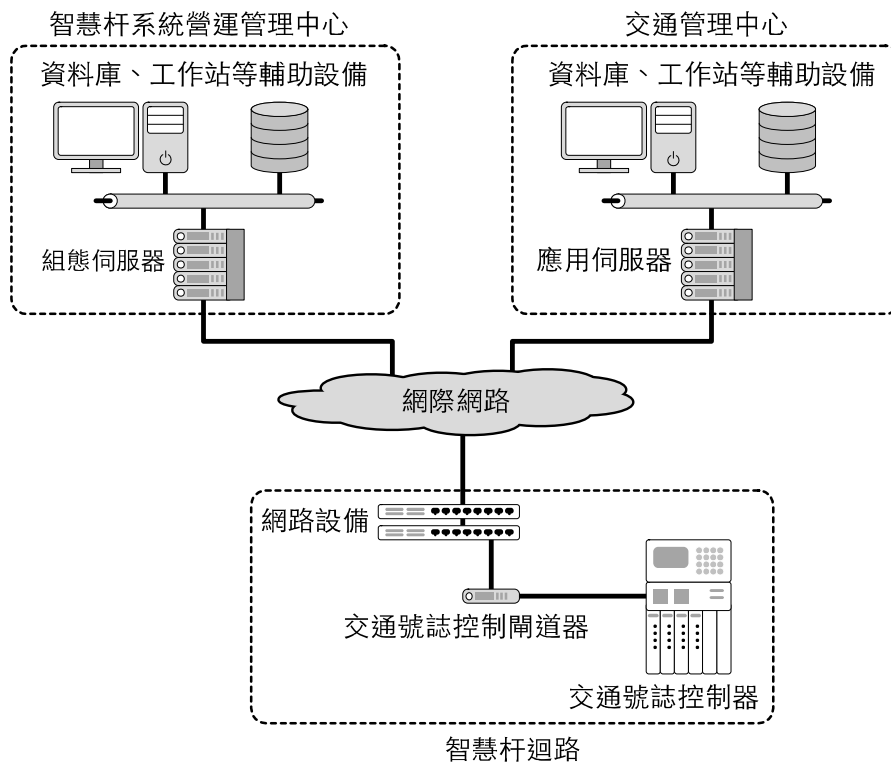 智慧杆系統營運管理中心
資料庫、工作站等輔助設備
組態伺服器
交通管理中心
資料庫、工作站等輔助設備
應用伺服器
網際網路
網路設備
交通號誌控制閘道器
交通號誌控制器
智慧杆迴路